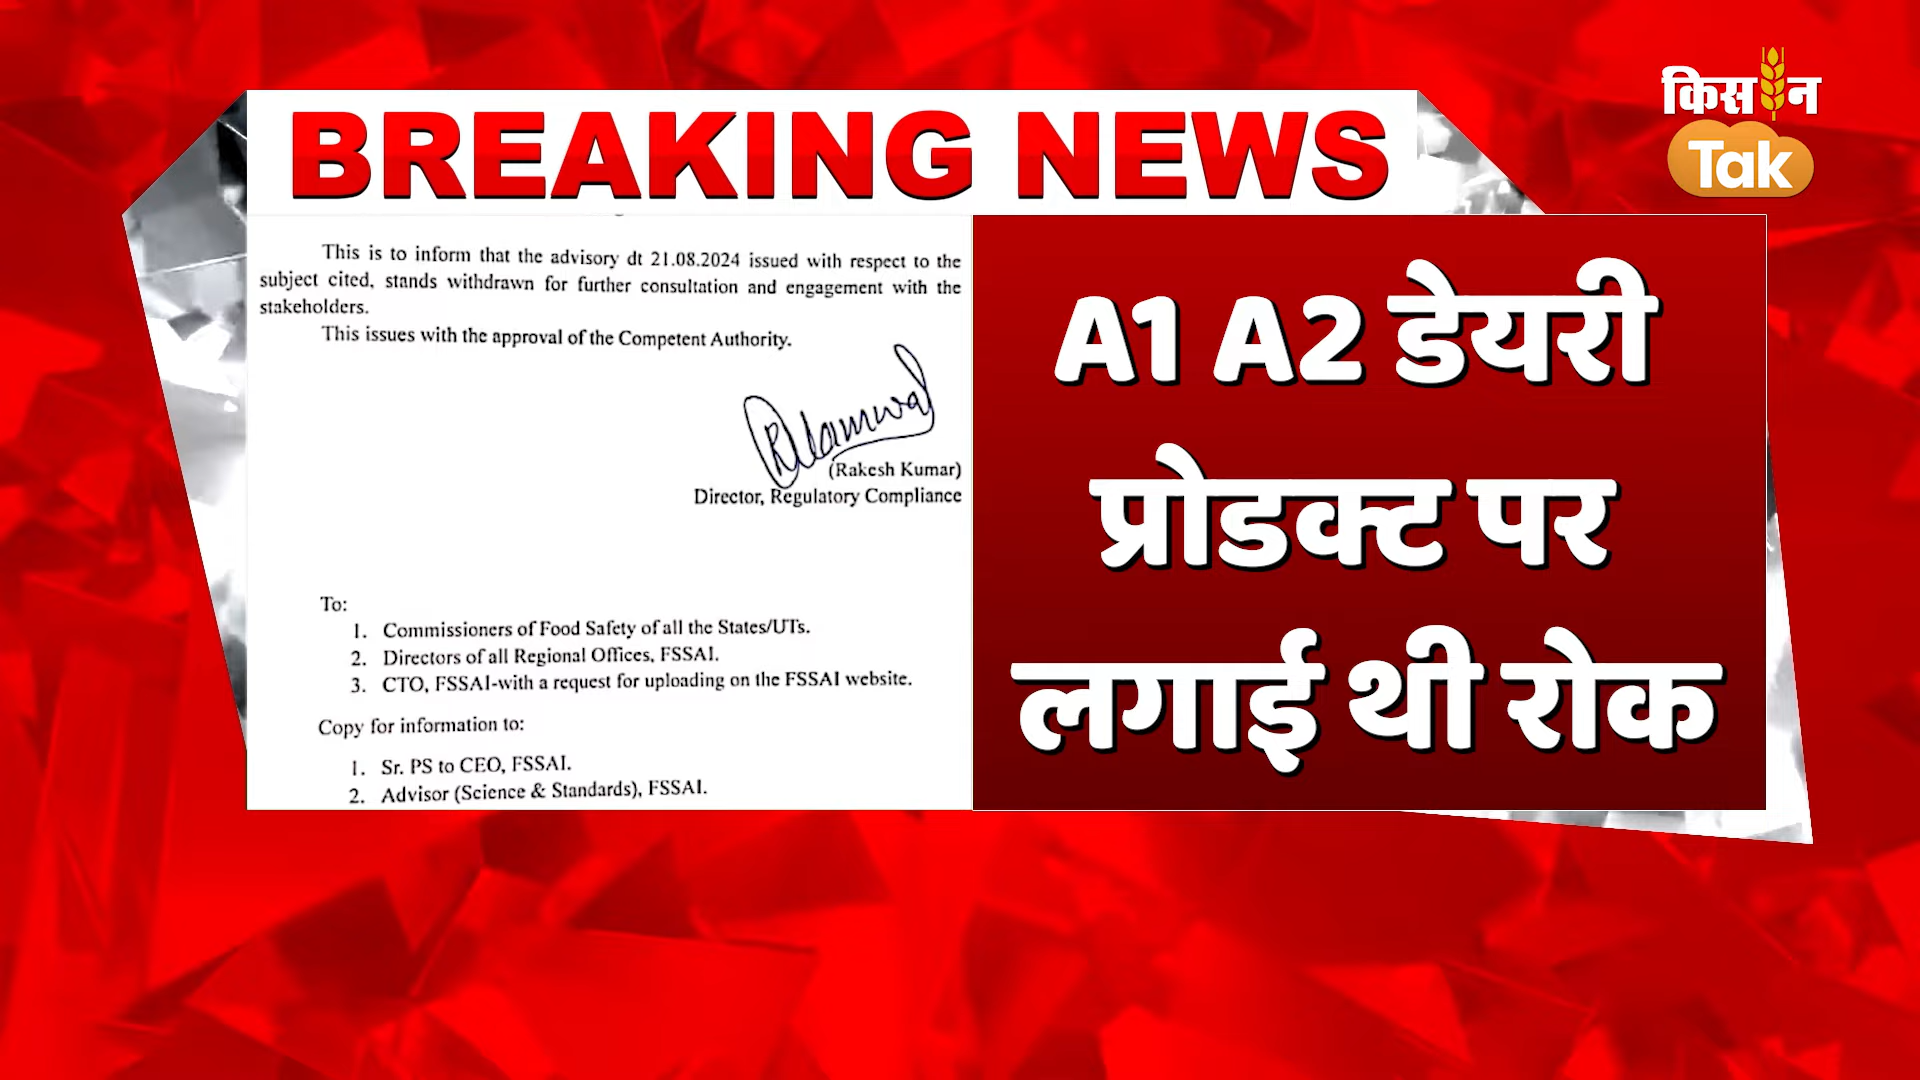 किसान
Tak
BREAKING NEWS
This is to inform that the advisory dt 21.08.2024 issued with respect to the
subject cited, stands withdrawn for further consultation and engagement with the
stakeholders.
This issues with the approval of the Competent Authority.
(Rakesh Kumar)
Director, Regulatory Compliance
To:
1. Commissioners of Food Safety of all the States/UTs.
2. Directors of all Regional Offices, FSSAI.
3. CTO, FSSAI-with a request for uploading on the FSSAI website.
Copy for information to:
1. Sr. PS to CEO, FSSAI.
2. Advisor (Science & Standards), FSSAI.
A1 A2 डेयरी
प्रोडक्ट पर
लगाई थी रोक